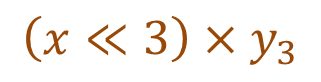 (x ≪ 3) × y₃